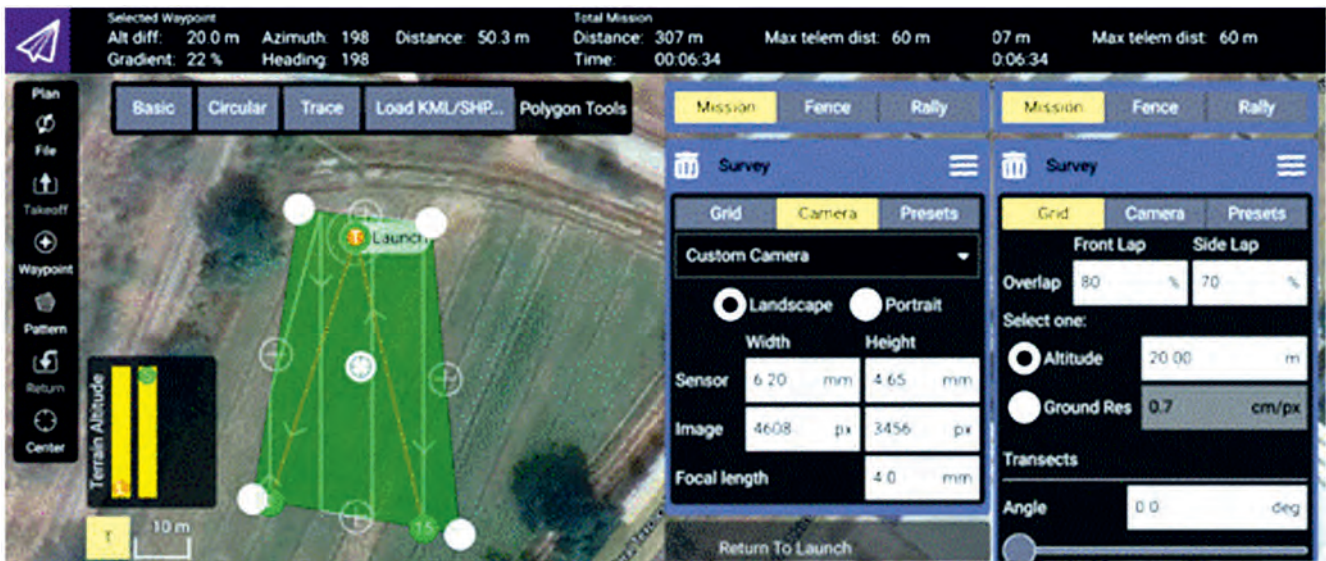 Selected Waypoint
Alt diff: 20.0 m Azimuth: 198 Distance: 50.3 m
Gradient: 22 % Heading: 198
Total Mission
Distance: 307 m Max telem dist: 60 m
Time: 00:06:34
07 m Max telem dist: 60 m
0:06:34
Plan
File
Takeoff
Waypoint
Pattern
Return
Center
Basic Circular Trace Load KML/SHP... Polygon Tools
Launch
T
15
Terrain Altitude
L
T
10 m
Mission Fence Rally
Survey
Grid Camera Presets
Custom Camera
Landscape Portrait
Width Height
Sensor 6.20 mm 4.65 mm
Image 4608 px 3456 px
Focal length 4.0 mm
Return To Launch
Mission Fence Rally
Survey
Grid Camera Presets
Front Lap Side Lap
Overlap 80 % 70 %
Select one:
Altitude 20.00 m
Ground Res 0.7 cm/px
Transects
Angle 0.0 deg